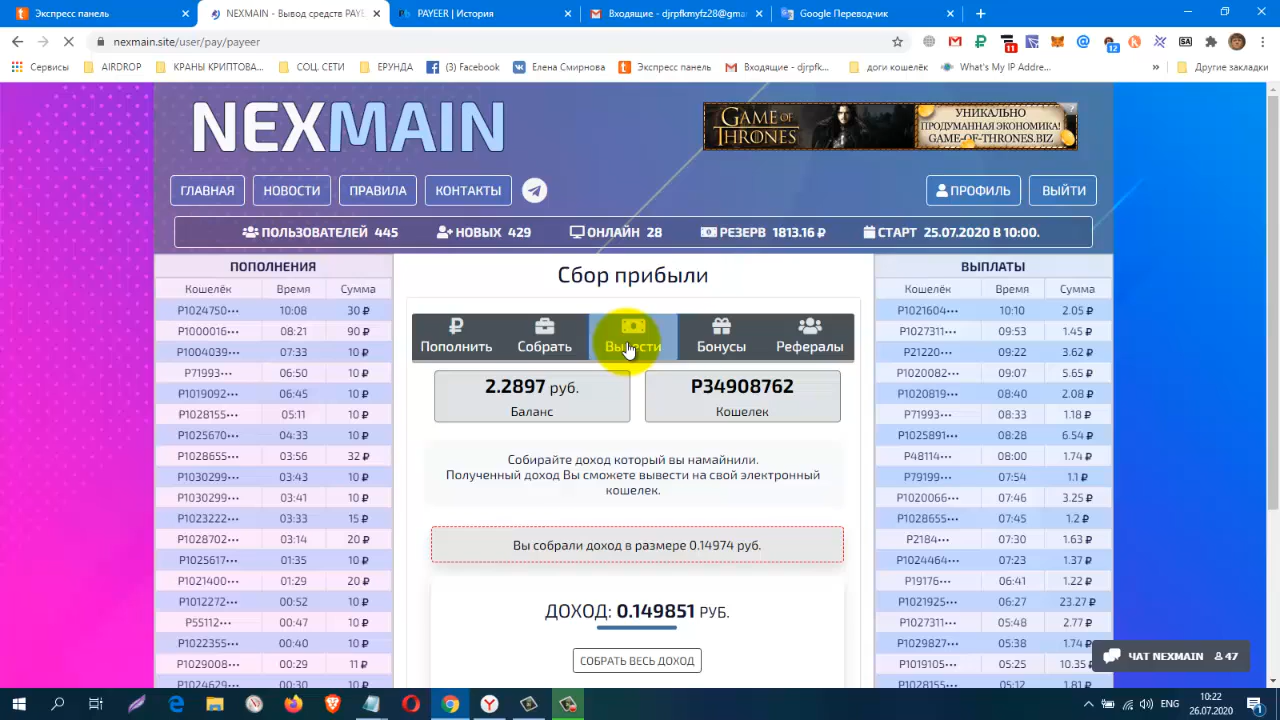 Экспресс панель
NEXMAIN - Вывод средств PAYE
PAYEER | История
Входящие - djrpfkmyfz28@gma
Google Переводчик
nexmain.site/user/pay/payeer
11
12
SA
Сервисы
AIRDROP
КРАНЫ КРИПТОВА...
СОЦ. СЕТИ
ЕРУНДА
(3) Facebook
Елена Смирнова
Экспресс панель
Входящие - djrpfk...
доги кошелёк
What's My IP Addre...
»
Другие закладки
NEXMAIN
GAME OF THRONES
УНИКАЛЬНО
ПРОДУМАННАЯ ЭКОНОМИКА!
GAME-OF-THRONES.BIZ
ГЛАВНАЯ
НОВОСТИ
ПРАВИЛА
КОНТАКТЫ
ПРОФИЛЬ
ВЫЙТИ
ПОЛЬЗОВАТЕЛЕЙ 445
НОВЫХ 429
ОНЛАЙН 28
РЕЗЕРВ 1813.16 ₽
СТАРТ 25.07.2020 В 10:00.
ПОПОЛНЕНИЯ
Кошелёк Время Сумма
P1024750••• 10:08 30 ₽
P1000016••• 08:21 90 ₽
P1004039••• 07:33 10 ₽
P71993••• 06:50 10 ₽
P1019092••• 06:45 10 ₽
P1028155••• 05:11 10 ₽
P1025670••• 04:33 10 ₽
P1028655••• 03:56 32 ₽
P1030299••• 03:43 10 ₽
P1030299••• 03:41 10 ₽
P1023222••• 03:33 15 ₽
P1028702••• 03:14 20 ₽
P1025617••• 01:35 10 ₽
P1021400••• 01:29 20 ₽
P1012272••• 00:52 10 ₽
P55112••• 00:47 10 ₽
P1022355••• 00:40 10 ₽
P1029008••• 00:29 11 ₽
P1024629••• 00:30 10 ₽
Сбор прибыли
Пополнить
Собрать
Вывести
Бонусы
Рефералы
2.2897 руб.
Баланс
P34908762
Кошелек
Собирайте доход который вы намайнили.
Полученный доход Вы сможете вывести на свой электронный
кошелек.
Вы собрали доход в размере 0.14974 руб.
ДОХОД: 0.149851 РУБ.
СОБРАТЬ ВЕСЬ ДОХОД
ВЫПЛАТЫ
Кошелёк Время Сумма
P1021604••• 10:10 2.05 ₽
P1027311••• 09:53 1.45 ₽
P21220••• 09:22 3.62 ₽
P1020082••• 09:07 5.65 ₽
P1020819••• 08:40 2.08 ₽
P71993••• 08:33 1.18 ₽
P1025891••• 08:28 6.54 ₽
P48114••• 08:00 1.74 ₽
P79199••• 07:54 1.1 ₽
P1020066••• 07:46 3.25 ₽
P1028655••• 07:45 1.2 ₽
P2184••• 07:30 1.63 ₽
P1024464••• 07:23 1.37 ₽
P19176••• 06:41 1.22 ₽
P1021925••• 06:27 23.27 ₽
P1027311••• 05:48 2.77 ₽
P1029827••• 05:38 1.74 ₽
P1019105••• 05:25 10.35 ₽
P1028155••• 05:12 1.81 ₽
ЧАТ NEXMAIN 47
ENG
10:22
26.07.2020